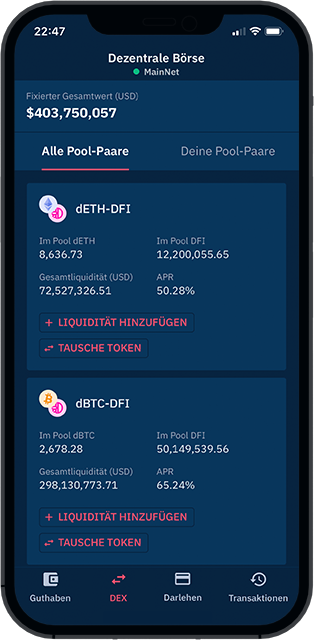 22:47
Dezentrale Börse
MainNet
Fixierter Gesamtwert (USD)
$403,750,057
Alle Pool-Paare Deine Pool-Paare
dETH-DFI
Im Pool dETH Im Pool DFI
8,636.73 12,200,055.65
Gesamtliquidität (USD) APR
72,527,326.51 50.28%
+ LIQUIDITÄT HINZUFÜGEN
TAUSCHE TOKEN
dBTC-DFI
Im Pool dBTC Im Pool DFI
2,678.28 50,149,539.56
Gesamtliquidität (USD) APR
298,130,773.71 65.24%
+ LIQUIDITÄT HINZUFÜGEN
TAUSCHE TOKEN
Guthaben DEX Darlehen Transaktionen